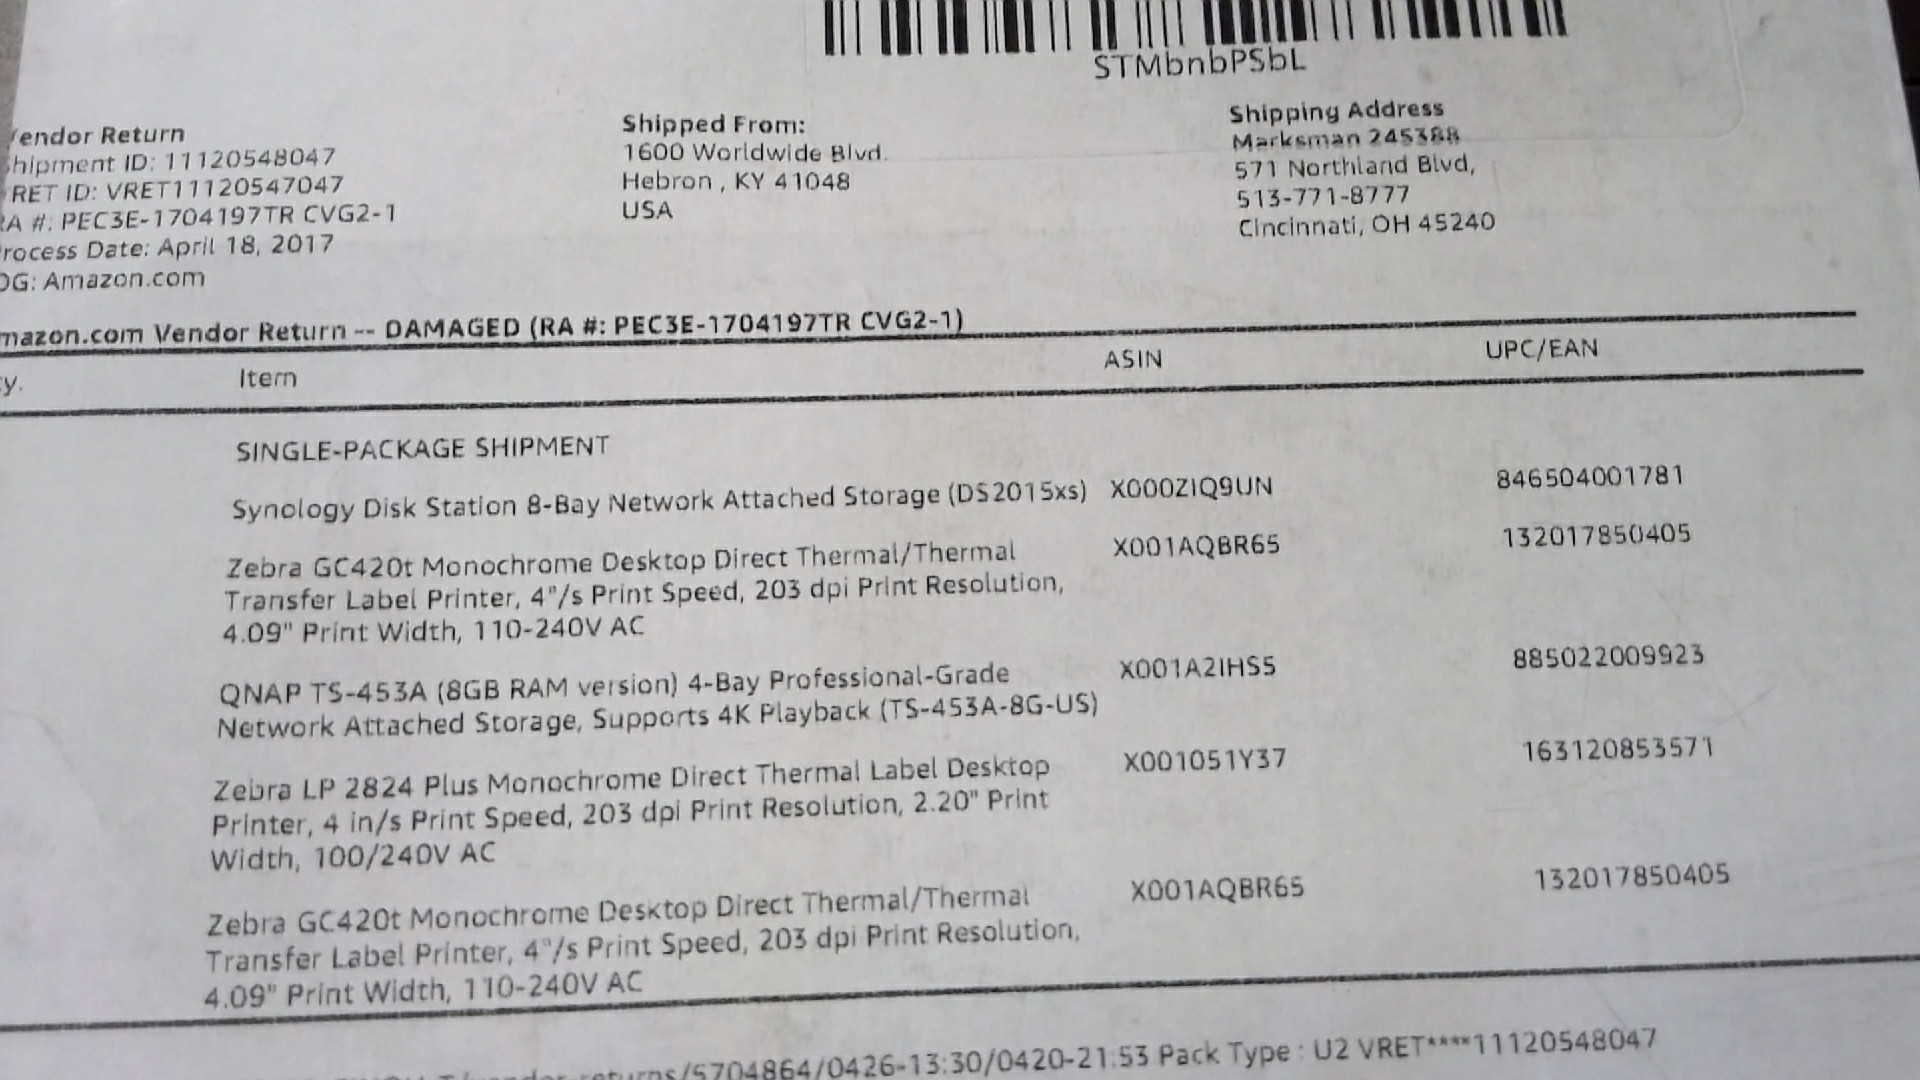 STMbnbPSbL
Vendor Return
Shipment ID: 11120548047
VRET ID: VRET11120547047
RA #: PEC3E-1704197TR CVG2-1
Process Date: April 18, 2017
OG: Amazon.com
Shipped From:
1600 Worldwide Blvd.
Hebron , KY 41048
USA
Shipping Address
Marksman 245388
571 Northland Blvd,
513-771-8777
Cincinnati, OH 45240
Amazon.com Vendor Return -- DAMAGED (RA #: PEC3E-1704197TR CVG2-1)
y. Item ASIN UPC/EAN
SINGLE-PACKAGE SHIPMENT
Synology Disk Station 8-Bay Network Attached Storage (DS2015xs) X000ZIQ9UN 846504001781
Zebra GC420t Monochrome Desktop Direct Thermal/Thermal X001AQBR65 132017850405
Transfer Label Printer, 4"/s Print Speed, 203 dpi Print Resolution,
4.09" Print Width, 110-240V AC
QNAP TS-453A (8GB RAM version) 4-Bay Professional-Grade X001A2IHS5 885022009923
Network Attached Storage, Supports 4K Playback (TS-453A-8G-US)
Zebra LP 2824 Plus Monochrome Direct Thermal Label Desktop X001051Y37 163120853571
Printer, 4 in/s Print Speed, 203 dpi Print Resolution, 2.20" Print
Width, 100/240V AC
Zebra GC420t Monochrome Desktop Direct Thermal/Thermal X001AQBR65 132017850405
Transfer Label Printer, 4"/s Print Speed, 203 dpi Print Resolution,
4.09" Print Width, 110-240V AC
returns/5704864/0426-13:30/0420-21:53 Pack Type : U2 VRET****11120548047